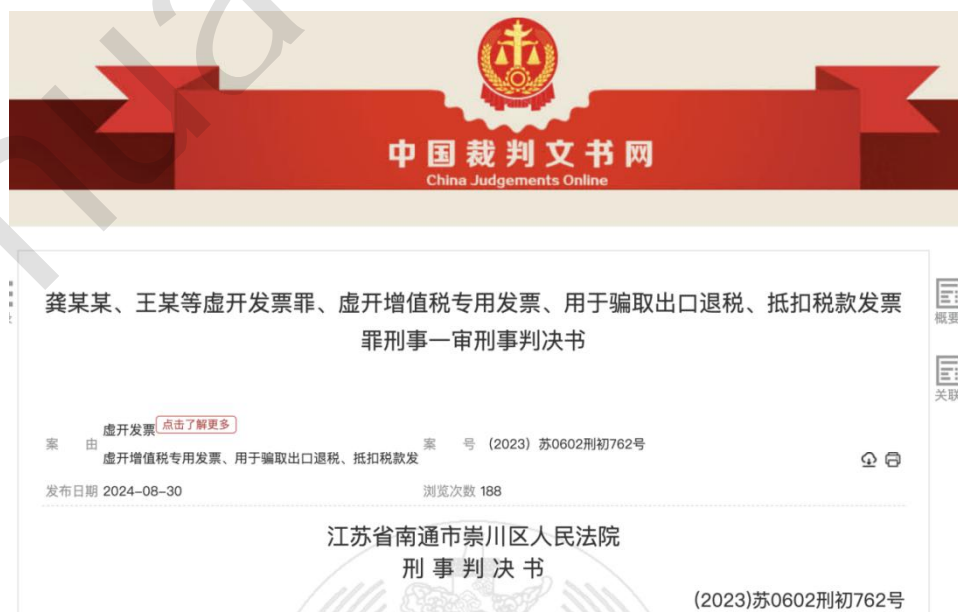 中国裁判文书网
China Judgements Online
龚某某、王某等虚开发票罪、虚开增值税专用发票、用于骗取出口退税、抵扣税款发票
罪刑事一审刑事判决书
概要
关联
案 由 虚开发票 点击了解更多
虚开增值税专用发票、用于骗取出口退税、抵扣税款发
案 号 (2023) 苏0602刑初762号
发布日期 2024-08-30 浏览次数 188
江苏省南通市崇川区人民法院
刑 事 判 决 书
(2023)苏0602刑初762号